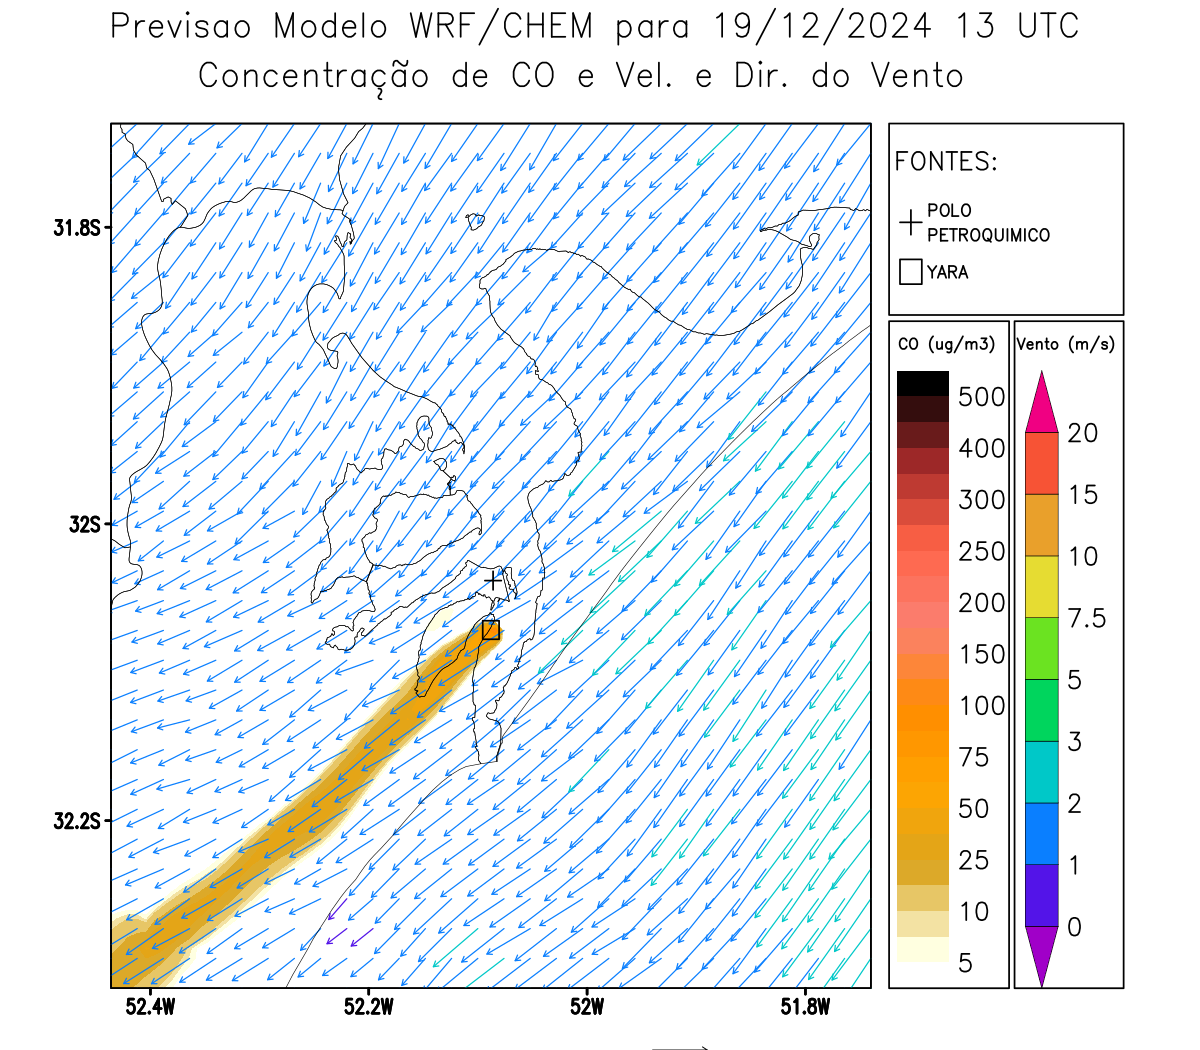 Previsao Modelo WRF/CHEM para 19/12/2024 13 UTC
Concentração de CO e Vel. e Dir. do Vento
FONTES:
POLO
PETROQUIMICO
YARA
31.8S
32S
32.2S
52.4W
52.2W
52W
51.8W
CO (ug/m3)
500
400
300
250
200
150
100
75
50
25
10
5
Vento (m/s)
20
15
10
7.5
5
3
2
1
0